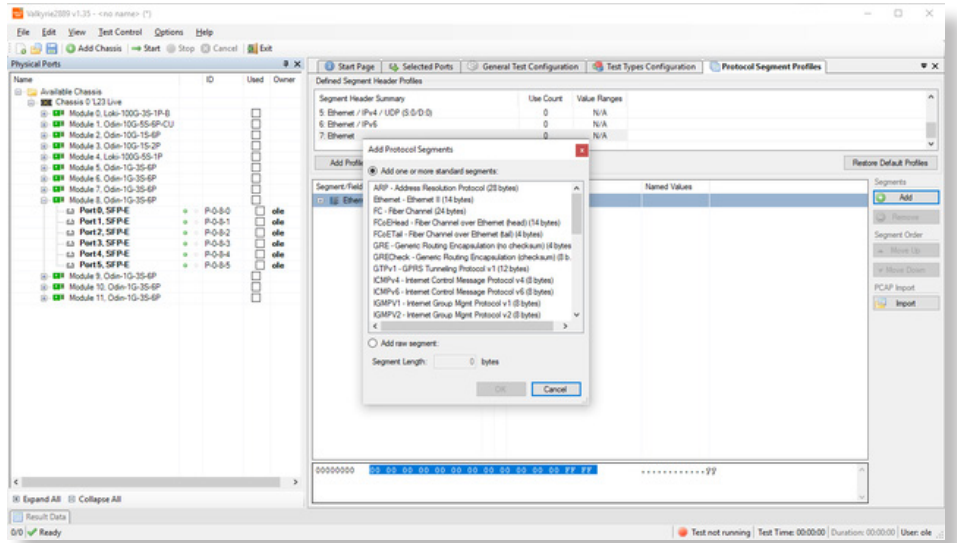 Valkyrie2889 v1.35 - <no name> (*)
File Edit View Test Control Options Help
Add Chassis Start Stop Cancel Exit
Physical Ports
Name ID Used Owner
Available Chassis
Chassis 0 'L23 Live
Module 0, Loki-100G-3S-1P-B
Module 1, Odin-10G-5S-6P-CU
Module 2, Odin-10G-1S-6P
Module 3, Odin-10G-1S-2P
Module 4, Loki-100G-5S-1P
Module 5, Odin-1G-3S-6P
Module 6, Odin-1G-3S-6P
Module 7, Odin-1G-3S-6P
Module 8, Odin-1G-3S-6P
Port 0, SFP-E P-0-8-0 ole
Port 1, SFP-E P-0-8-1 ole
Port 2, SFP-E P-0-8-2 ole
Port 3, SFP-E P-0-8-3 ole
Port 4, SFP-E P-0-8-4 ole
Port 5, SFP-E P-0-8-5 ole
Module 9, Odin-1G-3S-6P
Module 10, Odin-1G-3S-6P
Module 11, Odin-1G-3S-6P
Expand All Collapse All
Start Page Selected Ports General Test Configuration Test Types Configuration Protocol Segment Profiles
Defined Segment Header Profiles
Segment Header Summary Use Count Value Ranges
5: Ethernet / IPv4 / UDP (S:0/D:0) 0 N/A
6: Ethernet / IPv6 0 N/A
7: Ethernet 0 N/A
Add Profile Restore Default Profiles
Segment/Field Named Values
Ethern
Segments
Add
Remove
Segment Order
Move Up
Move Down
PCAP Import
Import
Add Protocol Segments
Add one or more standard segments:
ARP - Address Resolution Protocol (28 bytes)
Ethernet - Ethernet II (14 bytes)
FC - Fiber Channel (24 bytes)
FCoEHead - Fiber Channel over Ethernet (head) (14 bytes)
FCoETail - Fiber Channel over Ethernet (tail) (4 bytes)
GRE - Generic Routing Encapsulation (no checksum) (4 bytes
GRECheck - Generic Routing Encapsulation (checksum) (8 b.
GTPv1 - GPRS Tunneling Protocol v1 (12 bytes)
ICMPv4 - Internet Control Message Protocol v4 (8 bytes)
ICMPv6 - Internet Control Message Protocol v6 (8 bytes)
IGMPV1 - Internet Group Mgmt Protocol v1 (8 bytes)
IGMPV2 - Internet Group Mgmt Protocol v2 (8 bytes)
Add raw segment:
Segment Length: 0 bytes
OK Cancel
00000000 00 00 00 00 00 00 00 00 00 00 00 00 FF FF ............ÿÿ
Result Data
0/0 Ready Test not running Test Time: 00:00:00 Duration: 00:00:00 User: ole